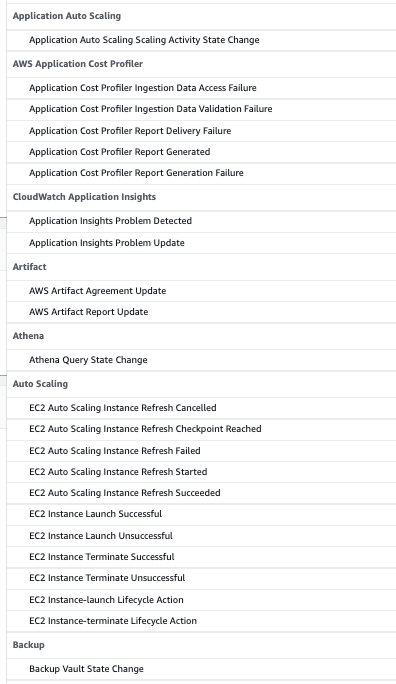 Application Auto Scaling
Application Auto Scaling Scaling Activity State Change
AWS Application Cost Profiler
Application Cost Profiler Ingestion Data Access Failure
Application Cost Profiler Ingestion Data Validation Failure
Application Cost Profiler Report Delivery Failure
Application Cost Profiler Report Generated
Application Cost Profiler Report Generation Failure
CloudWatch Application Insights
Application Insights Problem Detected
Application Insights Problem Update
Artifact
AWS Artifact Agreement Update
AWS Artifact Report Update
Athena
Athena Query State Change
Auto Scaling
EC2 Auto Scaling Instance Refresh Cancelled
EC2 Auto Scaling Instance Refresh Checkpoint Reached
EC2 Auto Scaling Instance Refresh Failed
EC2 Auto Scaling Instance Refresh Started
EC2 Auto Scaling Instance Refresh Succeeded
EC2 Instance Launch Successful
EC2 Instance Launch Unsuccessful
EC2 Instance Terminate Successful
EC2 Instance Terminate Unsuccessful
EC2 Instance-launch Lifecycle Action
EC2 Instance-terminate Lifecycle Action
Backup
Backup Vault State Change